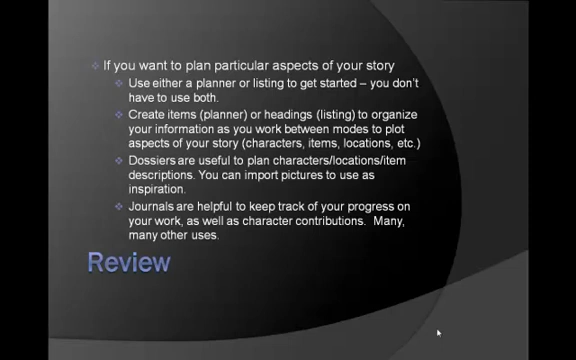 If you want to plan particular aspects of your story
Use either a planner or listing to get started – you don't
have to use both.
Create items (planner) or headings (listing) to organize
your information as you work between modes to plot
aspects of your story (characters, items, locations, etc.)
Dossiers are useful to plan characters/locations/item
descriptions. You can import pictures to use as
inspiration.
Journals are helpful to keep track of your progress on
your work, as well as character contributions. Many,
many other uses.
Review